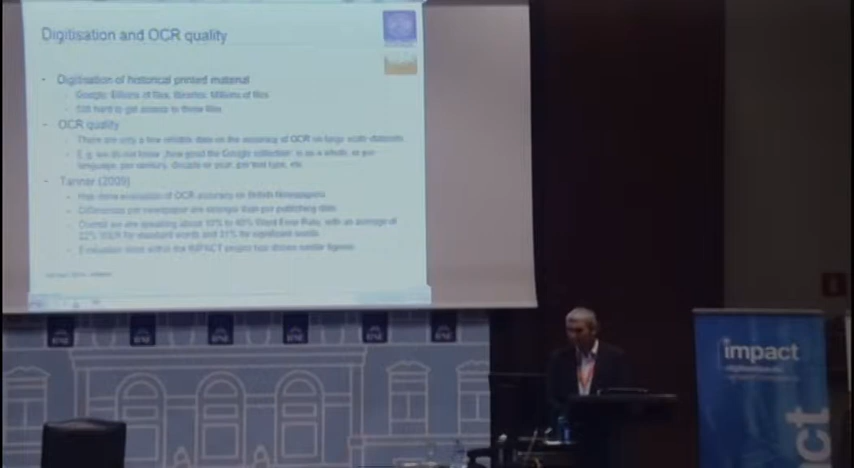 Digitisation and OCR quality
- Digitisation of historical printed material
- Google: Billions of files, libraries: Millions of files
- Still hard to get access to these files
- OCR quality
- There are only a few reliable data on the accuracy of OCR on large scale datasets
- E.g. we do not know „how good the Google collection" is as a whole, or per
language, per century, decade or year, per text type, etc.
- Tanner (2009)
- Has done evaluation of OCR accuracy on British Newspapers
- Differences per newspaper are stronger than per publishing date
- Overall we are speaking about 10% to 40% Word Error Rate, with an average of
22% WER for standard words and 31% for significant words
- Evaluation done within the IMPACT project has shown similar figures
impact
ct